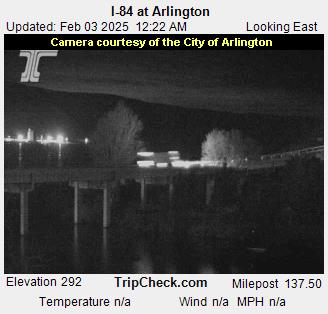 I-84 at Arlington
Updated: Feb 03 2025 12:22 AM Looking East
Camera courtesy of the City of Arlington
Elevation 292 TripCheck.com Milepost 137.50
Temperature n/a Wind n/a MPH n/a